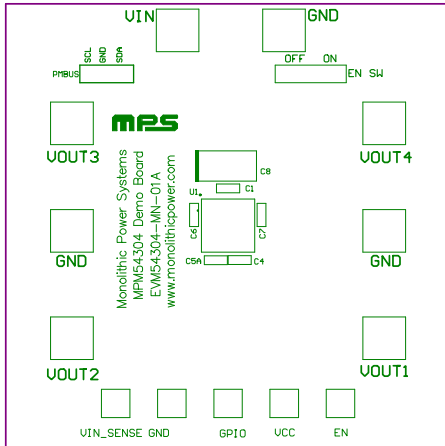 VIN
GND
SCL
GND
SDA
PMBUS
OFF ON
EN SW
VOUT3
MPS
VOUT4
Monolithic Power Systems
MPM54304 Demo Board
EVM54304-MN-01A
www.monolithicpower.com
C8
C1
U1
C6
C7
C5A
C4
GND
GND
VOUT2
VOUT1
VIN_SENSE GND GPIO VCC EN